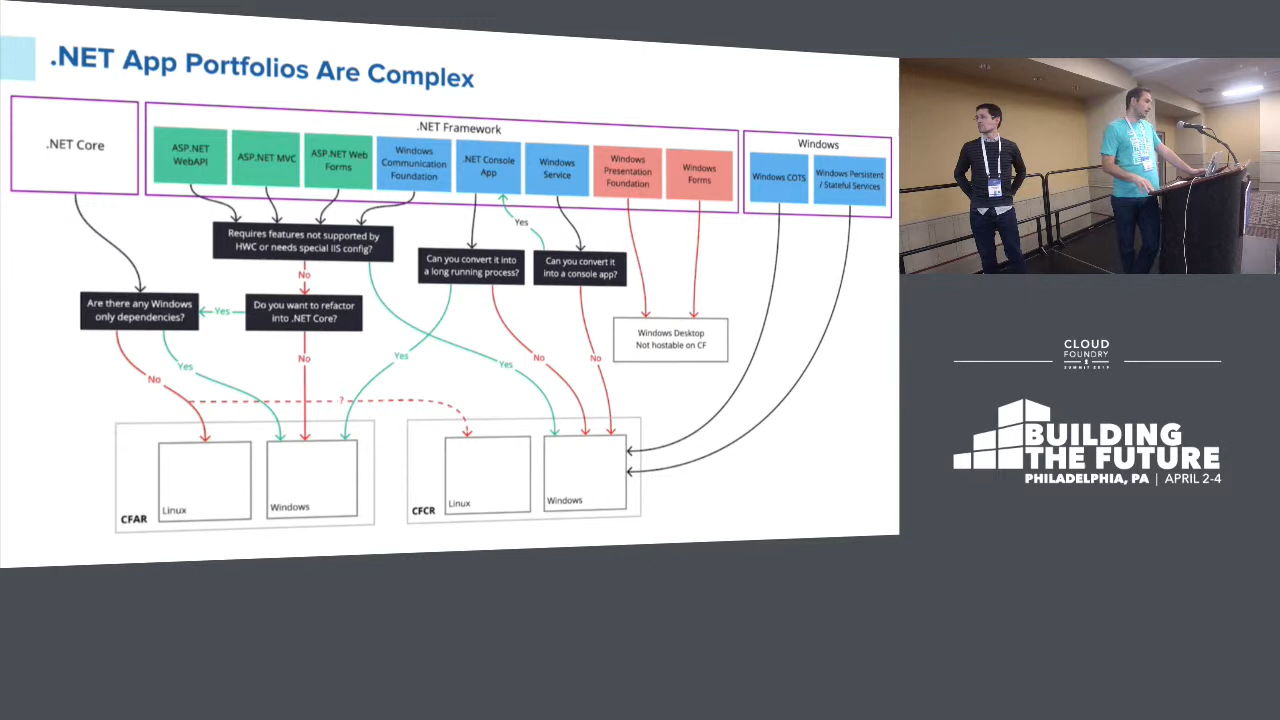 .NET App Portfolios Are Complex
.NET Core
.NET Framework
Windows
ASP.NET
WebAPI
ASP.NET MVC
ASP.NET Web
Forms
Windows
Communication
Foundation
.NET Console
App
Windows
Service
Windows
Presentation
Foundation
Windows
Forms
Windows COTS
Windows Persistent
/ Stateful Services
Requires features not supported by
HWC or needs special IIS config?
Yes
Can you convert it into
a long running process?
Can you convert it
into a console app?
No
Are there any Windows
only dependencies?
Yes
Do you want to refactor
into .NET Core?
Windows Desktop
Not hostable on CF
No
Yes
No
Yes
Yes
No
No
?
CFAR
Linux
Windows
CFCR
Linux
Windows
CLOUD
FOUNDRY
SUMMIT 2019
BUILDING
THE FUTURE
PHILADELPHIA, PA | APRIL 2-4